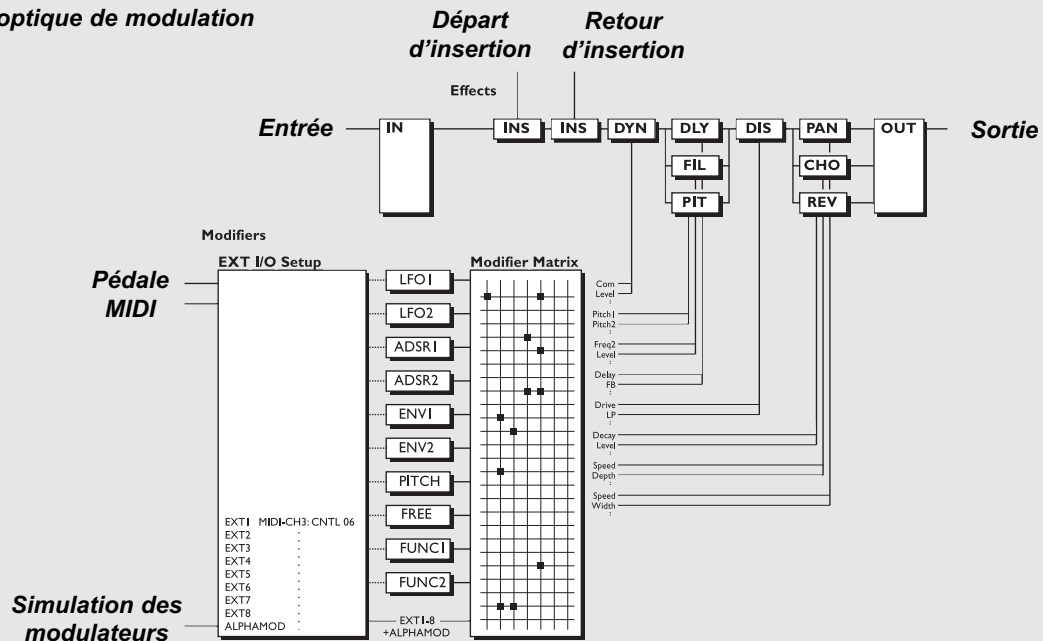 optique de modulation
Départ
d’insertion
Retour
d’insertion
Effects
Entrée
IN
INS
INS
DYN
DLY
DIS
PAN
OUT
Sortie
FIL
CHO
PIT
REV
Modifiers
EXT I/O Setup
Modifier Matrix
Pédale
MIDI
LFO1
LFO2
ADSR1
ADSR2
ENV1
ENV2
PITCH
FREE
FUNC1
FUNC2
Com
Level
:
Pitch1
Pitch2
:
Freq2
Level
:
Delay
FB
:
Drive
LP
:
Decay
Level
:
Speed
Depth
:
Speed
Width
:
EXT1 MIDI-CH3: CNTL 06
EXT2 :
EXT3 :
EXT4 :
EXT5 :
EXT6 :
EXT7 :
EXT8 :
ALPHAMOD :
EXT1-8
+ALPHAMOD
Simulation des
modulateurs